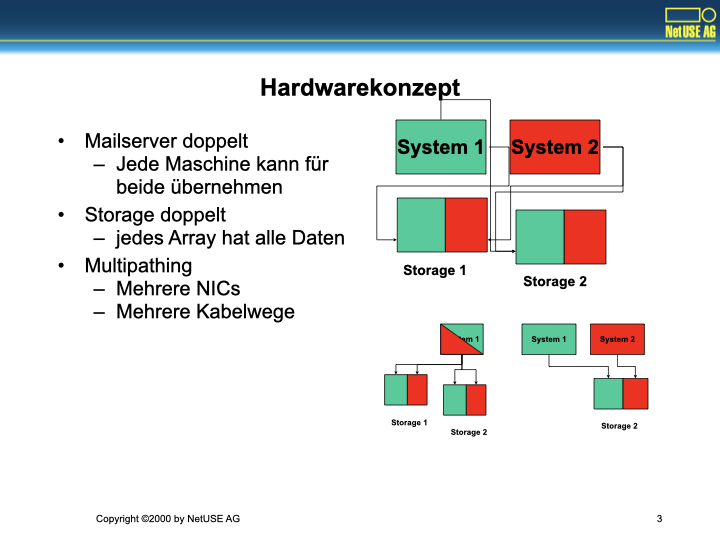 NetUSE AG
Hardwarekonzept
• Mailserver doppelt
– Jede Maschine kann für
beide übernehmen
• Storage doppelt
– jedes Array hat alle Daten
• Multipathing
– Mehrere NICs
– Mehrere Kabelwege
System 1
System 2
Storage 1
Storage 2
em 1
Storage 1
Storage 2
System 1
System 2
Storage 2
Copyright ©2000 by NetUSE AG
3